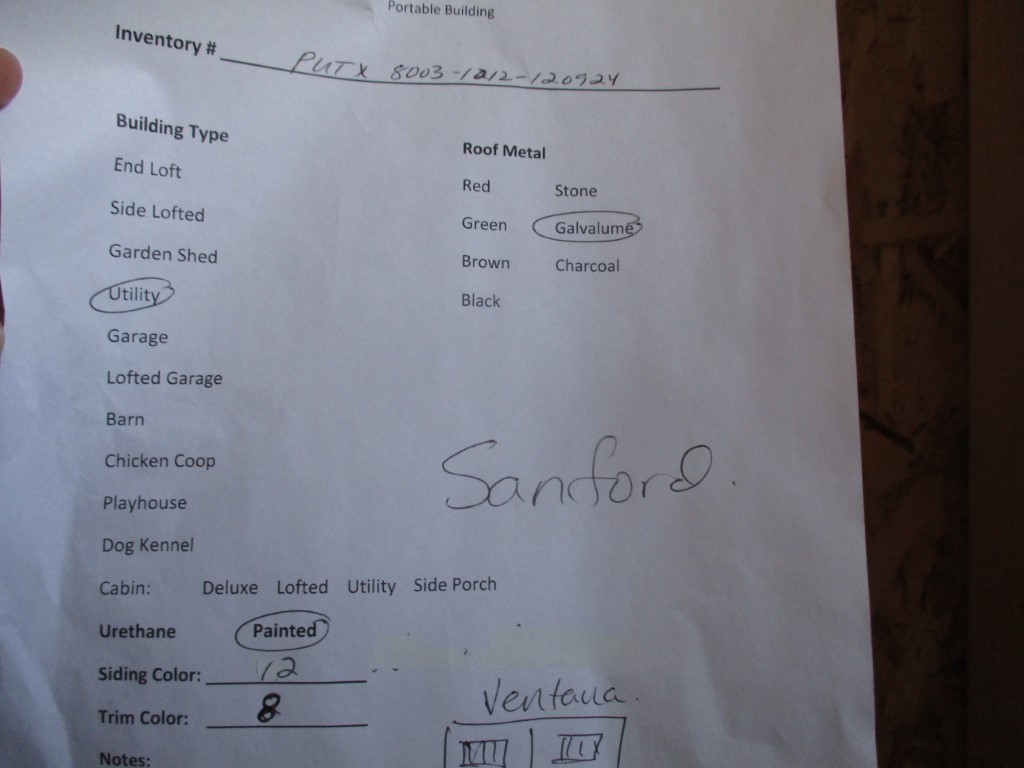 Portable Building
Inventory # PUTX 8003-1212-120924
Building Type
End Loft
Side Lofted
Garden Shed
Utility
Garage
Lofted Garage
Barn
Chicken Coop
Playhouse
Dog Kennel
Roof Metal
Red Stone
Green Galvalume
Brown Charcoal
Black
Sanford.
Cabin: Deluxe Lofted Utility Side Porch
Urethane Painted
Siding Color: 12
Trim Color: 8
Notes:
Ventana.